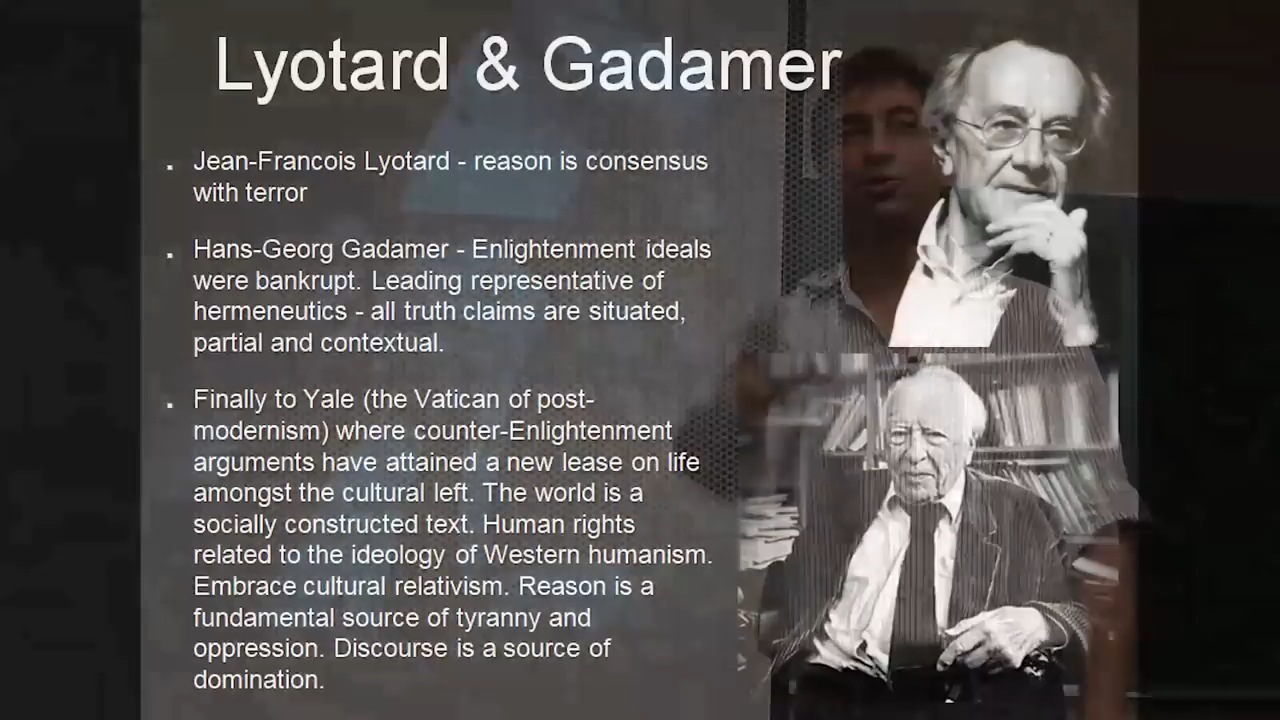 Lyotard & Gadamer
. Jean-Francois Lyotard - reason is consensus
with terror
. Hans-Georg Gadamer - Enlightenment ideals
were bankrupt. Leading representative of
hermeneutics - all truth claims are situated,
partial and contextual.
. Finally to Yale (the Vatican of post-
modernism) where counter-Enlightenment
arguments have attained a new lease on life
amongst the cultural left. The world is a
socially constructed text. Human rights
related to the ideology of Western humanism.
Embrace cultural relativism. Reason is a
fundamental source of tyranny and
oppression. Discourse is a source of
domination.